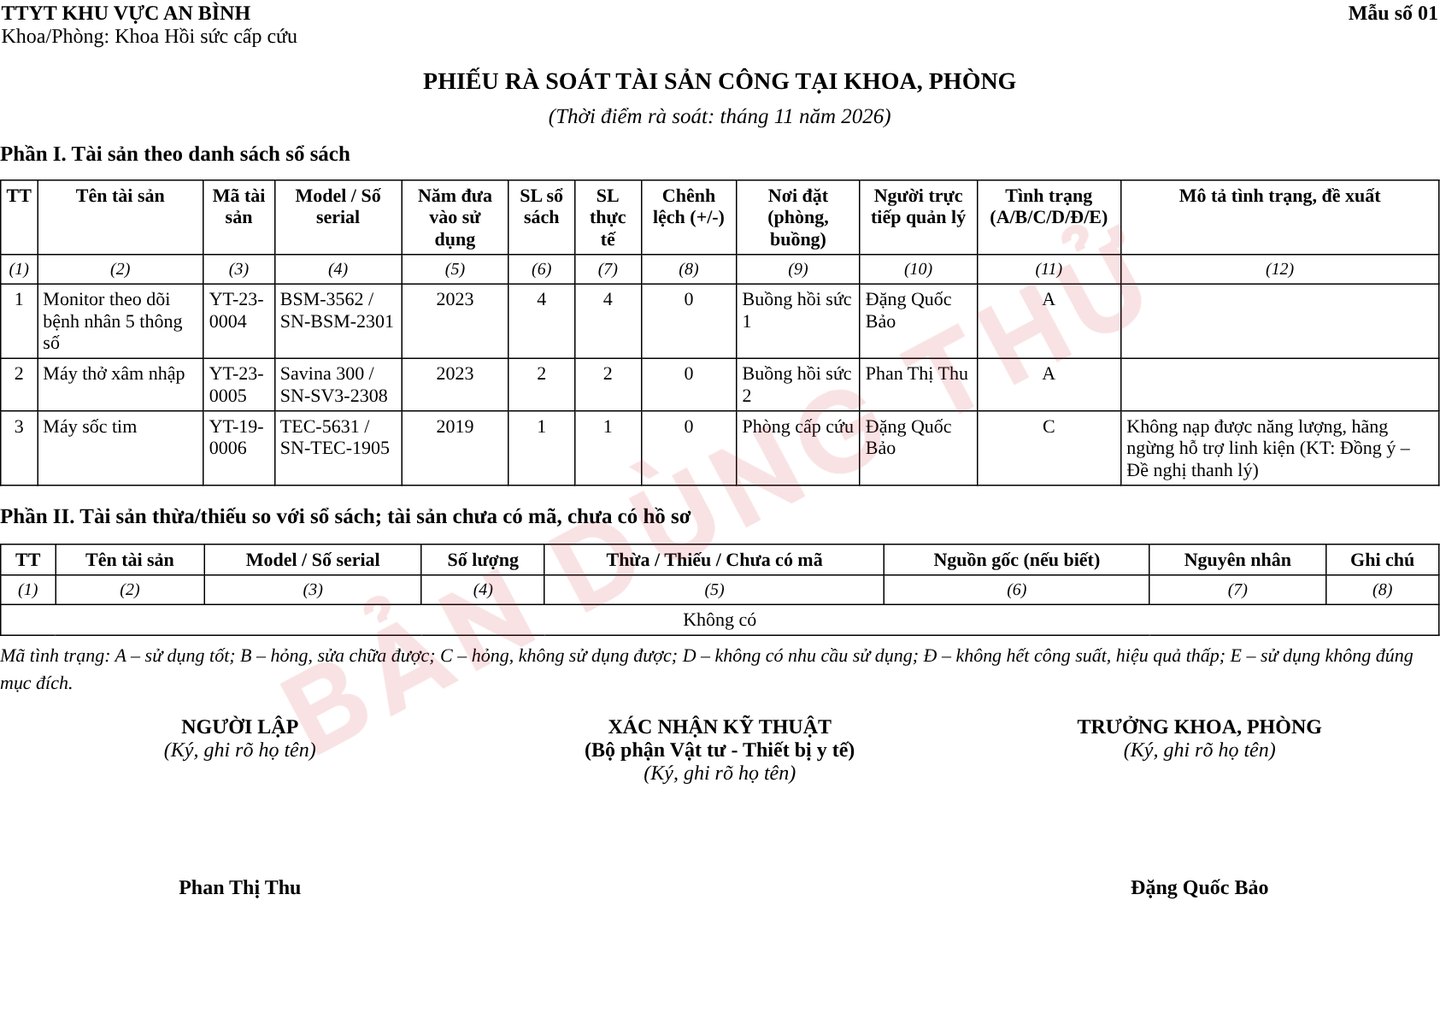 TTYT KHU VỰC AN BÌNH
Mẫu số 01
Khoa/Phòng: Khoa Hồi sức cấp cứu
PHIẾU RÀ SOÁT TÀI SẢN CÔNG TẠI KHOA, PHÒNG
(Thời điểm rà soát: tháng 11 năm 2026)
Phần I. Tài sản theo danh sách sổ sách
TT | Tên tài sản | Mã tài sản | Model / Số serial | Năm đưa vào sử dụng | SL sổ sách | SL thực tế | Chênh lệch (+/-) | Nơi đặt (phòng, buồng) | Người trực tiếp quản lý | Tình trạng (A/B/C/D/Đ/E) | Mô tả tình trạng, đề xuất
(1) | (2) | (3) | (4) | (5) | (6) | (7) | (8) | (9) | (10) | (11) | (12)
1 | Monitor theo dõi bệnh nhân 5 thông số | YT-23-0004 | BSM-3562 / SN-BSM-2301 | 2023 | 4 | 4 | 0 | Buồng hồi sức 1 | Đặng Quốc Bảo | A
2 | Máy thở xâm nhập | YT-23-0005 | Savina 300 / SN-SV3-2308 | 2023 | 2 | 2 | 0 | Buồng hồi sức 2 | Phan Thị Thu | A
3 | Máy sốc tim | YT-19-0006 | TEC-5631 / SN-TEC-1905 | 2019 | 1 | 1 | 0 | Phòng cấp cứu | Đặng Quốc Bảo | C | Không nạp được năng lượng, hãng ngừng hỗ trợ linh kiện (KT: Đồng ý – Đề nghị thanh lý)
Phần II. Tài sản thừa/thiếu so với sổ sách; tài sản chưa có mã, chưa có hồ sơ
TT | Tên tài sản | Model / Số serial | Số lượng | Thừa / Thiếu / Chưa có mã | Nguồn gốc (nếu biết) | Nguyên nhân | Ghi chú
(1) | (2) | (3) | (4) | (5) | (6) | (7) | (8)
Không có
Mã tình trạng: A – sử dụng tốt; B – hỏng, sửa chữa được; C – hỏng, không sử dụng được; D – không có nhu cầu sử dụng; Đ – không hết công suất, hiệu quả thấp; E – sử dụng không đúng
mục đích.
NGƯỜI LẬP
(Ký, ghi rõ họ tên)
XÁC NHẬN KỸ THUẬT
(Bộ phận Vật tư - Thiết bị y tế)
(Ký, ghi rõ họ tên)
TRƯỞNG KHOA, PHÒNG
(Ký, ghi rõ họ tên)
Phan Thị Thu
Đặng Quốc Bảo
BẢN DÙNG THỬ